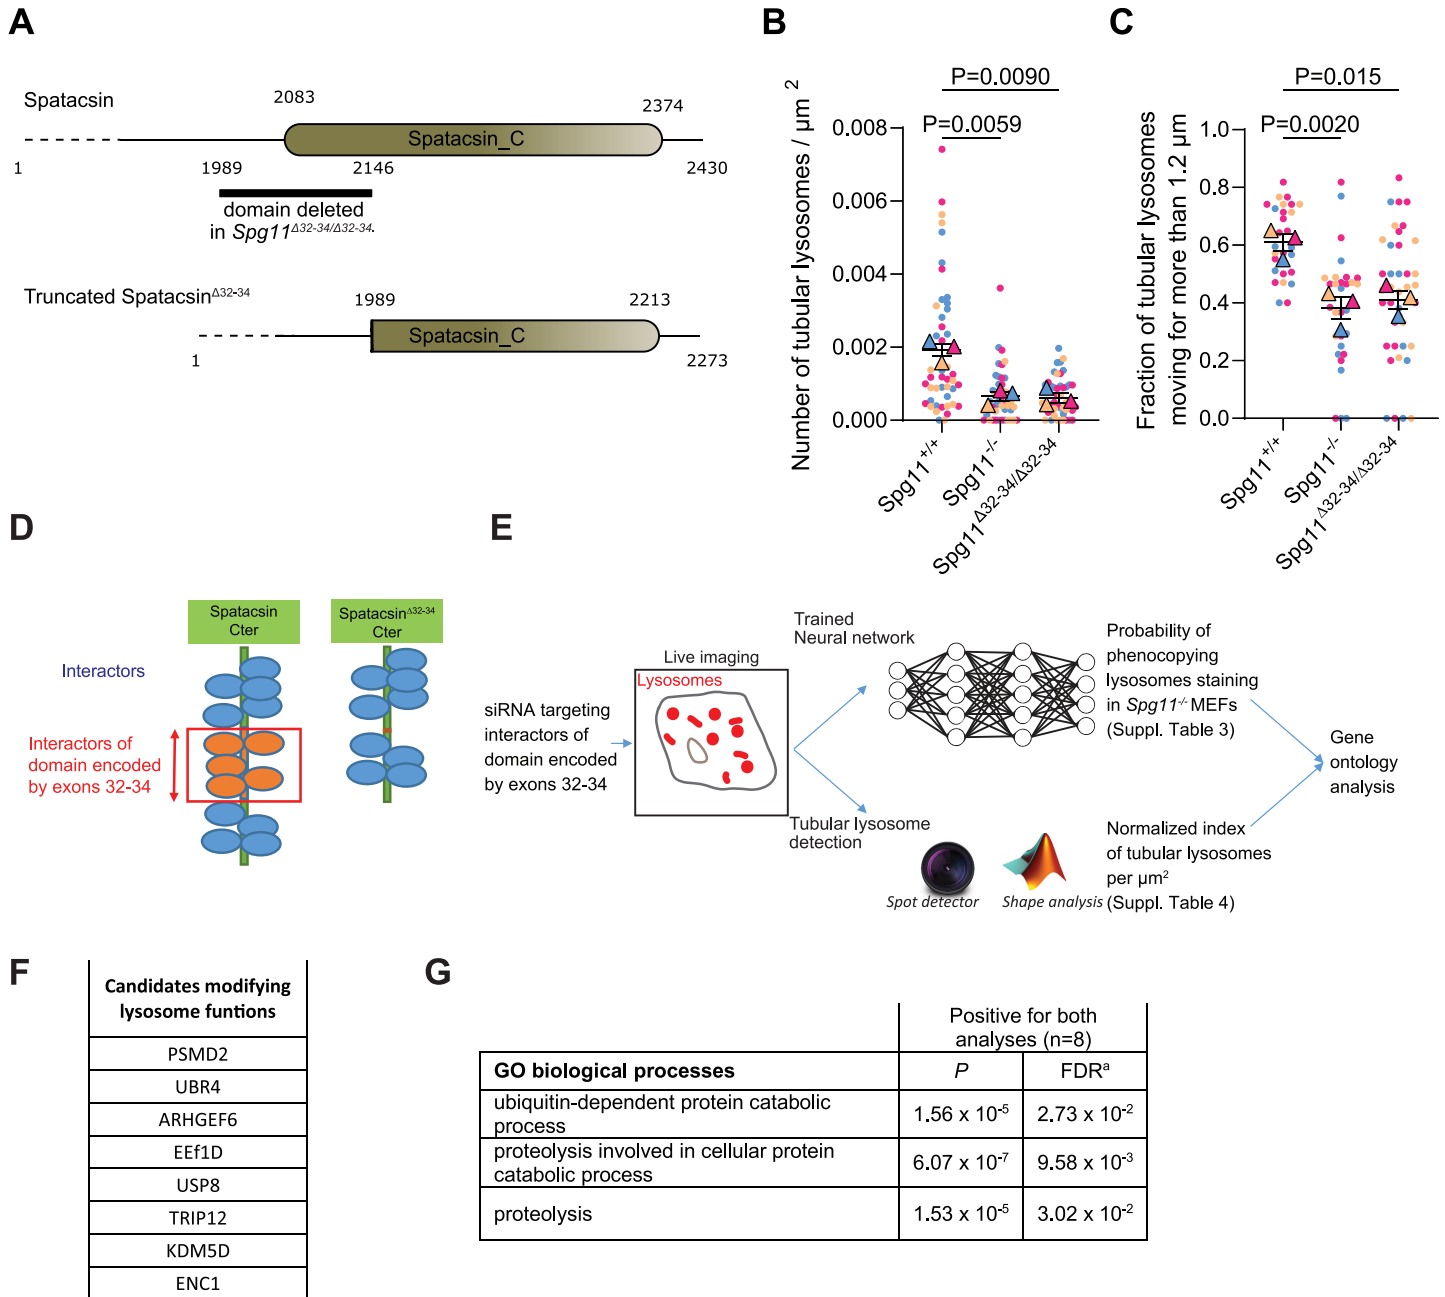 A
Spatacsin
2083
2374
Spatacsin_C
1
1989
2146
2430
domain deleted
in Spg11Δ32-34/Δ32-34.
Truncated SpatacsinΔ32-34
1989
2213
Spatacsin_C
1
2273
B
P=0.0090
P=0.0059
Number of tubular lysosomes / µm 2
0.008
0.006
0.004
0.002
0.000
Spg11+/+
Spg11-/-
Spg11Δ32-34/Δ32-34
C
P=0.015
P=0.0020
Fraction of tubular lysosomes
moving for more than 1.2 µm
1.0
0.8
0.6
0.4
0.2
0.0
Spg11+/+
Spg11-/-
Spg11Δ32-34/Δ32-34
D
Spatacsin
Cter
SpatacsinΔ32-34
Cter
Interactors
Interactors of
domain encoded
by exons 32-34
E
siRNA targeting
interactors of
domain encoded
by exons 32-34
Live imaging
Lysosomes
Trained
Neural network
Probability of
phenocopying
lysosomes staining
in Spg11-/- MEFs
(Suppl. Table 3)
Tubular lysosome
detection
Spot detector
Shape analysis
Normalized index
of tubular lysosomes
per µm2
(Suppl. Table 4)
Gene
ontology
analysis
F
Candidates modifying
lysosome funtions
PSMD2
UBR4
ARHGEF6
EEf1D
USP8
TRIP12
KDM5D
ENC1
G
Positive for both
analyses (n=8)
GO biological processes P FDRa
ubiquitin-dependent protein catabolic
process 1.56 x 10-5 2.73 x 10-2
proteolysis involved in cellular protein
catabolic process 6.07 x 10-7 9.58 x 10-3
proteolysis 1.53 x 10-5 3.02 x 10-2